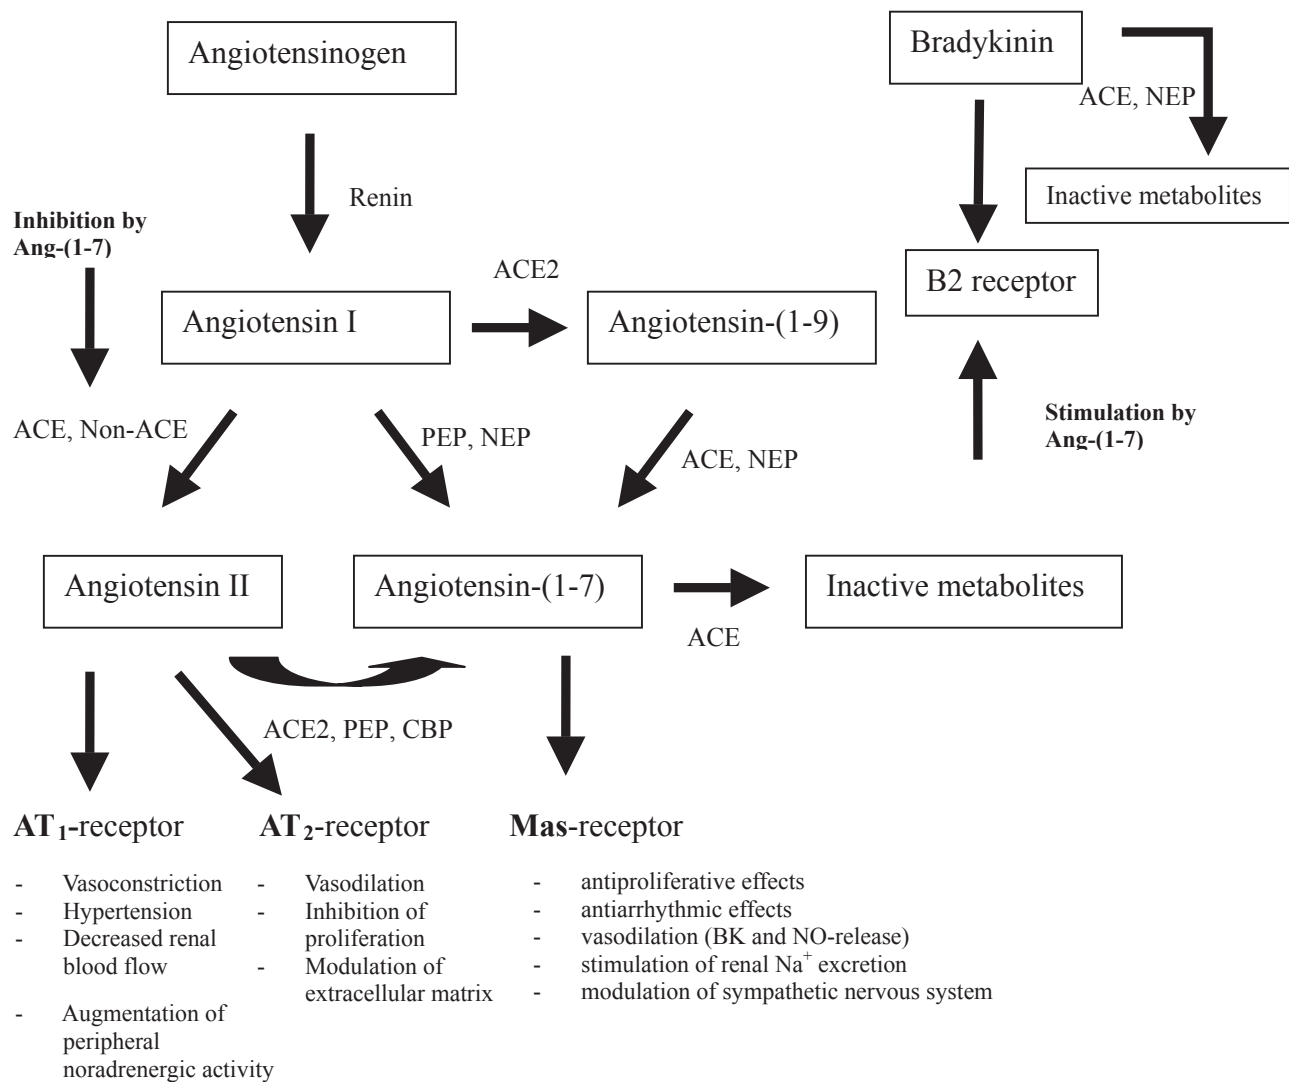 Angiotensinogen
Bradykinin
ACE, NEP
Inactive metabolites
Renin
Inhibition by
Ang-(1-7)
ACE2
B2 receptor
Angiotensin I
Angiotensin-(1-9)
ACE, Non-ACE
PEP, NEP
ACE, NEP
Stimulation by
Ang-(1-7)
Angiotensin II
Angiotensin-(1-7)
ACE
Inactive metabolites
ACE2, PEP, CBP
AT1-receptor
- Vasoconstriction
- Hypertension
- Decreased renal
blood flow
- Augmentation of
peripheral
noradrenergic activity
AT2-receptor
- Vasodilation
- Inhibition of
proliferation
- Modulation of
extracellular matrix
Mas-receptor
- antiproliferative effects
- antiarrhythmic effects
- vasodilation (BK and NO-release)
- stimulation of renal Na+ excretion
- modulation of sympathetic nervous system